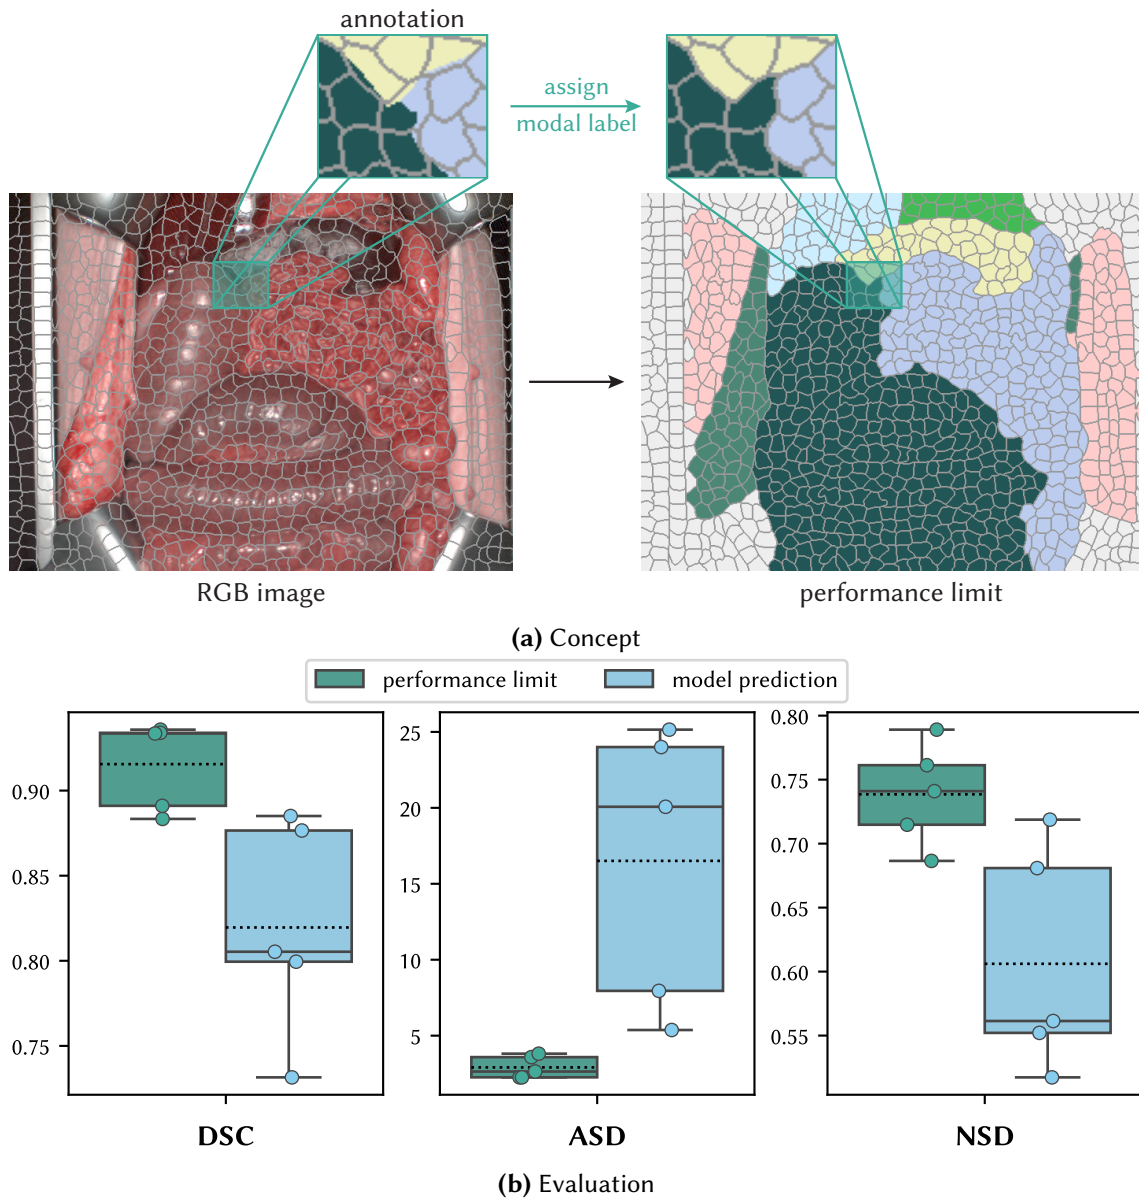 annotation
assign
modal label
RGB image
performance limit
(a) Concept
performance limit
model prediction
0.90
0.85
0.80
0.75
DSC
25
20
15
10
5
ASD
0.80
0.75
0.70
0.65
0.60
0.55
NSD
(b) Evaluation